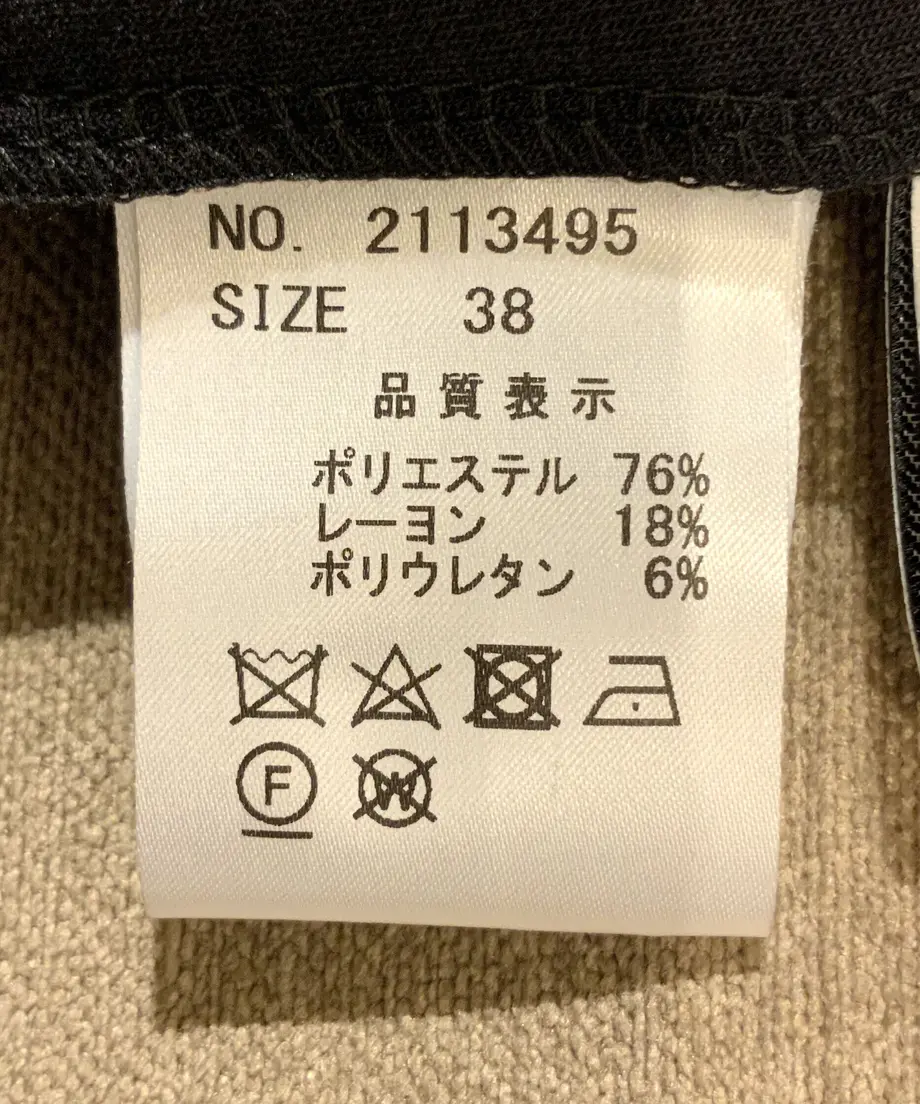 NO. 2113495
SIZE 38
品質表示
ポリエステル 76%
レーヨン 18%
ポリウレタン 6%
F
W